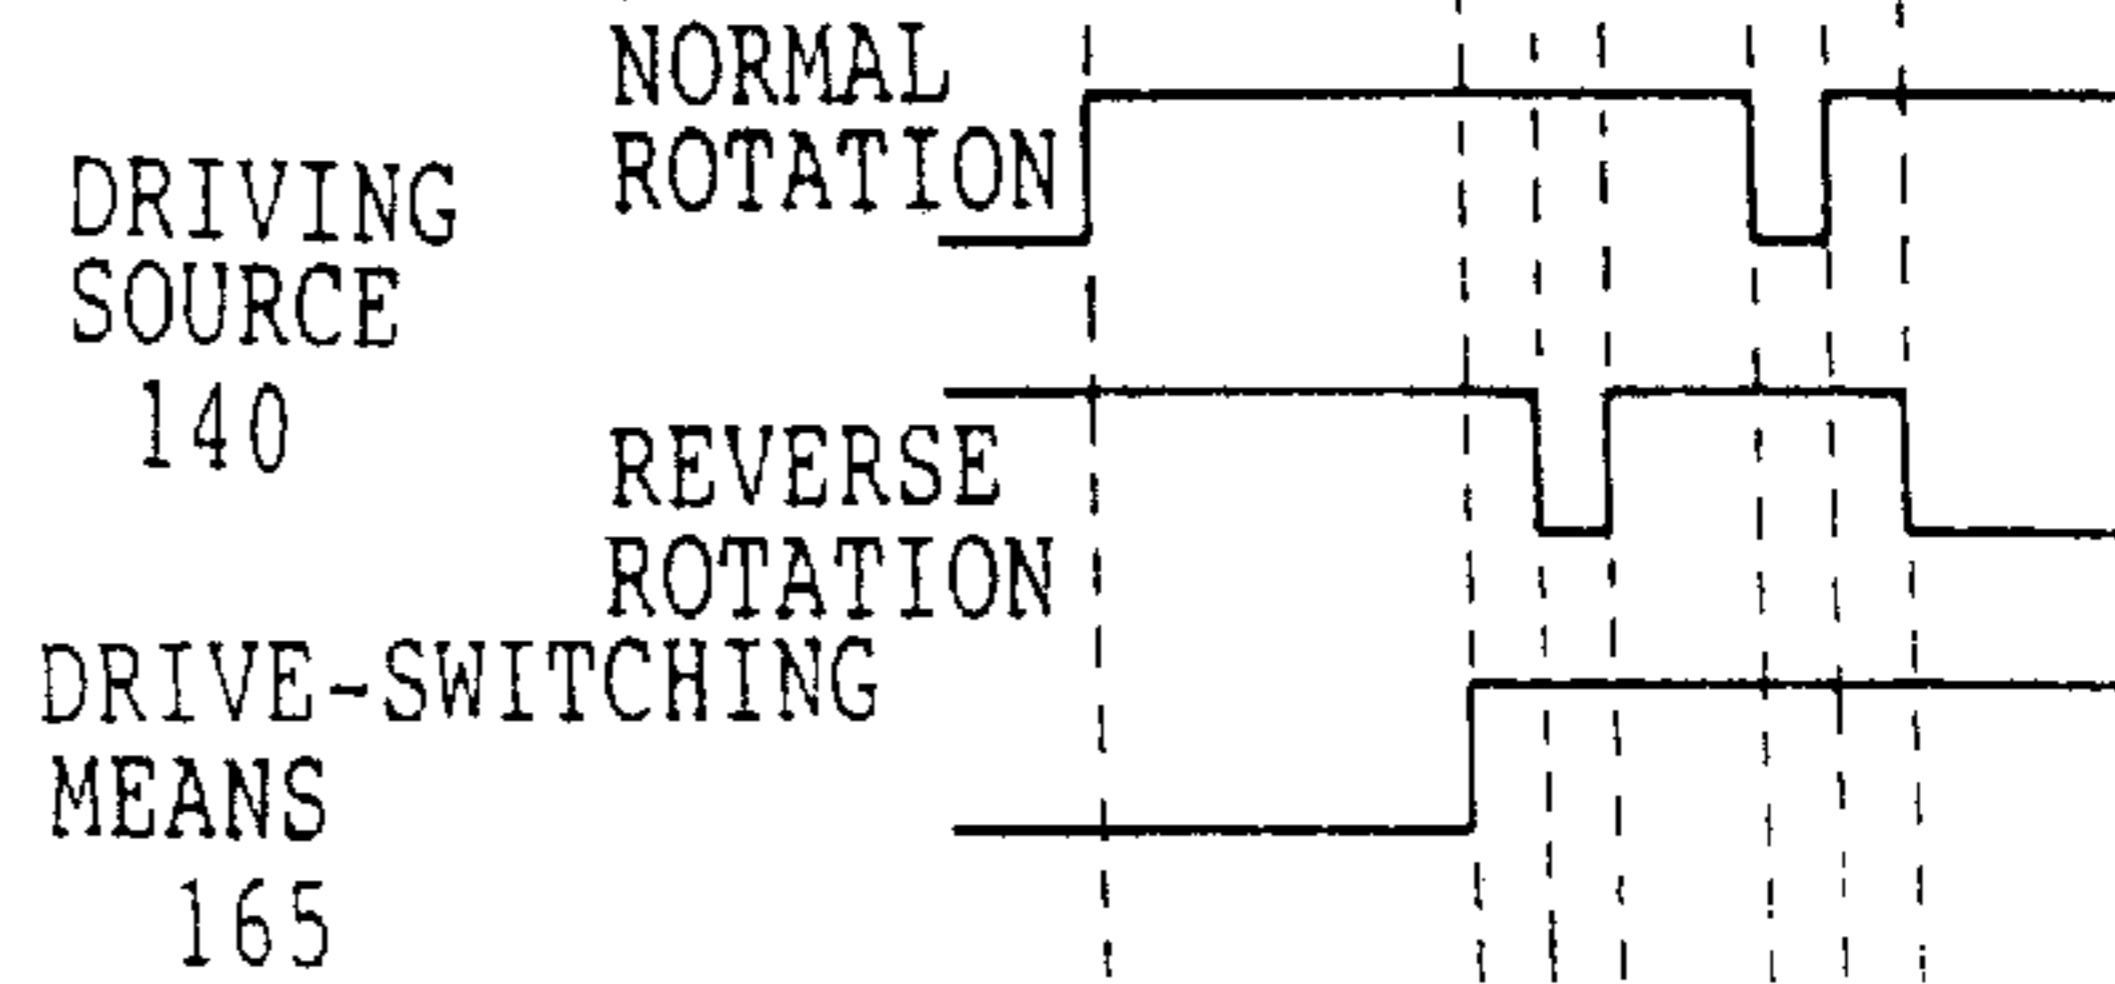 NORMAL
ROTATION
DRIVING
SOURCE
140
REVERSE
ROTATION
DRIVE-SWITCHING
MEANS
165